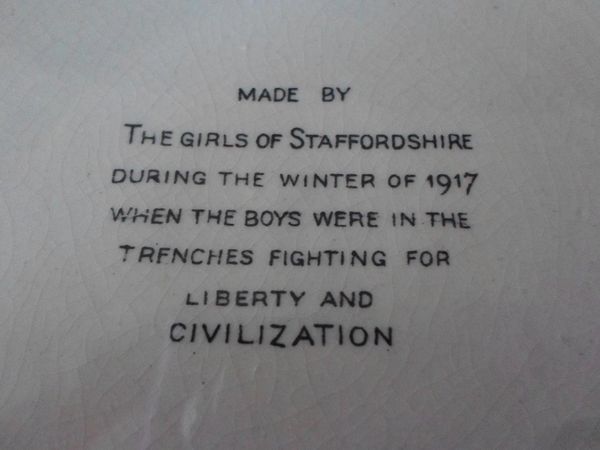 MADE BY
THE GIRLS OF STAFFORDSHIRE
DURING THE WINTER OF 1917
WHEN THE BOYS WERE IN THE
TRENCHES FIGHTING FOR
LIBERTY AND
CIVILIZATION